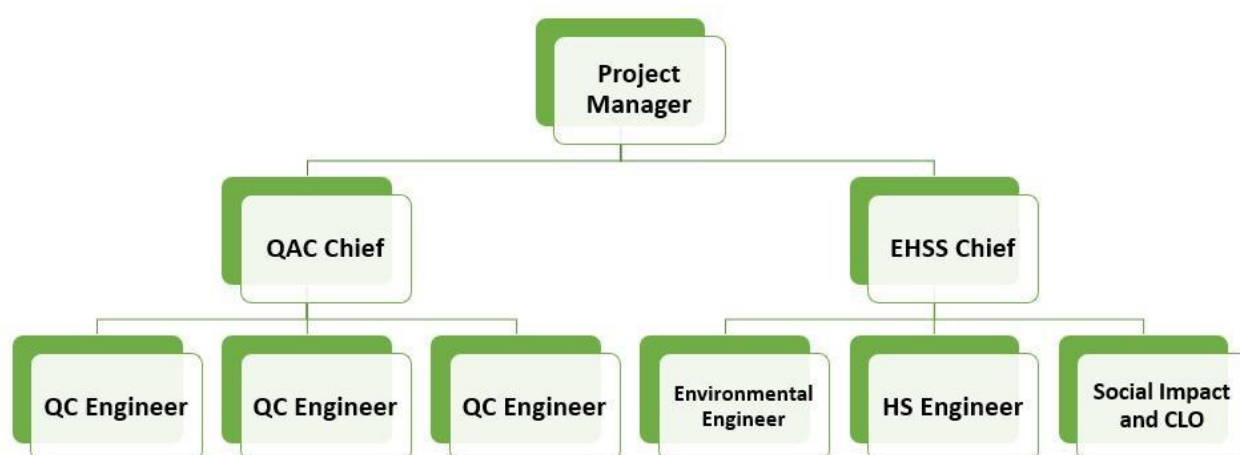 Project
Manager
QAC Chief
EHSS Chief
QC Engineer
QC Engineer
QC Engineer
Environmental
Engineer
HS Engineer
Social Impact
and CLO